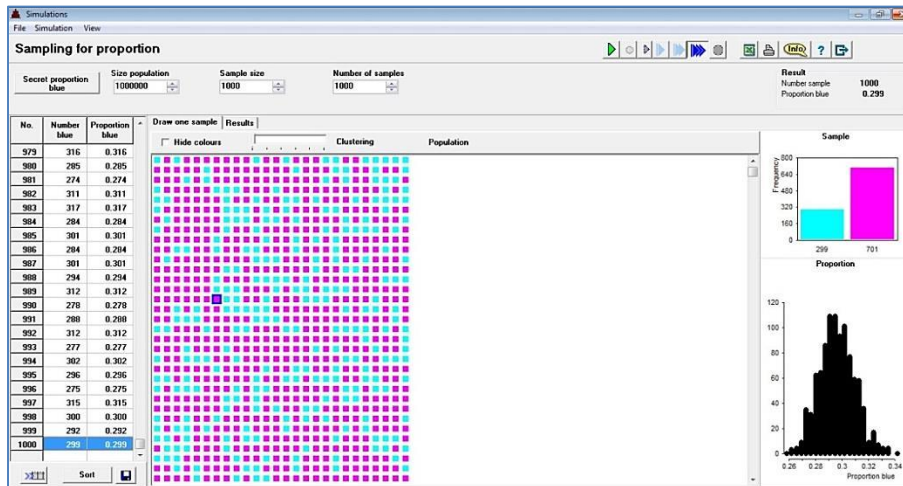 Simulations
File Simulation View
Sampling for proportion
Info ?
Secret proportion blue
Size population
1000000
Sample size
1000
Number of samples
1000
Result
Number sample 1000
Proportion blue 0.299
No. Number blue Proportion blue
979 316 0.316
980 285 0.285
981 274 0.274
982 311 0.311
983 317 0.317
984 284 0.284
985 301 0.301
986 284 0.284
987 301 0.301
988 294 0.294
989 312 0.312
990 278 0.278
991 288 0.288
992 312 0.312
993 277 0.277
994 302 0.302
995 296 0.296
996 275 0.275
997 315 0.315
998 300 0.300
999 292 0.292
1000 299 0.299
Sort
Draw one sample Results
Hide colours Clustering Population
Sample
Frequency
800
640
480
320
160
0
299 701
Proportion
120
100
80
60
40
20
0
0.26 0.28 0.3 0.32 0.34
Proportion blue